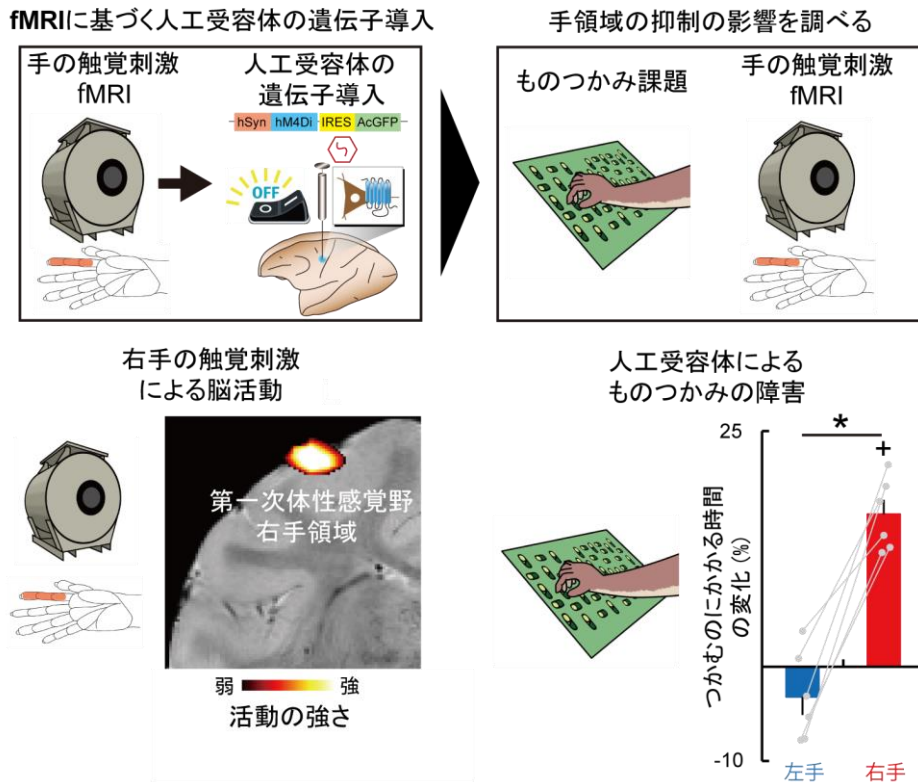 fMRIに基づく人工受容体の遺伝子導入
手の触覚刺激
fMRI
人工受容体の
遺伝子導入
hSyn hM4Di IRES AcGFP
OFF
手領域の抑制の影響を調べる
ものつかみ課題
手の触覚刺激
fMRI
右手の触覚刺激
による脳活動
第一次体性感覚野
右手領域
弱 強
活動の強さ
人工受容体による
ものつかみの障害
つかむのにかかる時間
の変化 (%)
25
*
+
-10
左手 右手